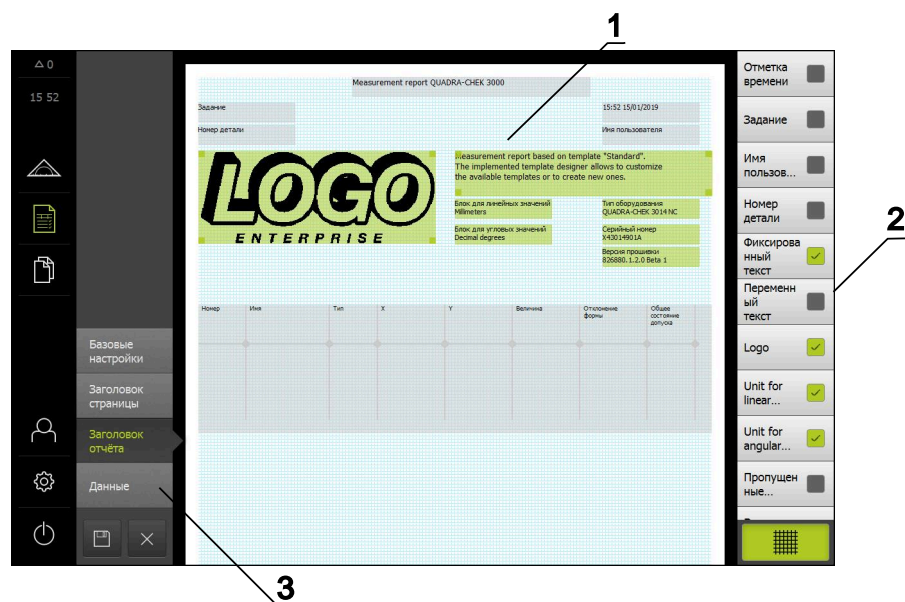 1
△ 0
15 52
Measurement report QUADRA-CHEK 3000
Задание
15:52 15/01/2019
Номер детали
Имя пользователя
LOGO
ENTERPRISE
Measurement report based on template "Standard".
The implemented template designer allows to customize
the available templates or to create new ones.
Блок для линейных значений
Millimeters
Тип оборудования
QUADRA-CHEK 3014 NC
Блок для угловых значений
Decimal degrees
Серийный номер
X43014901A
Версия прошивки
826880.1.2.0 Beta 1
Номер
Имя
Тип
X
Y
Величина
Отклонение
формы
Общее
состояние
допуска
Базовые
настройки
Заголовок
страницы
Заголовок
отчёта
Данные
Отметка
времени
Задание
Имя
пользов...
Номер
детали
Фиксирова
нный
текст
Переменн
ый
текст
Logo
Unit for
linear...
Unit for
angular...
Пропущен
ные...
2
3